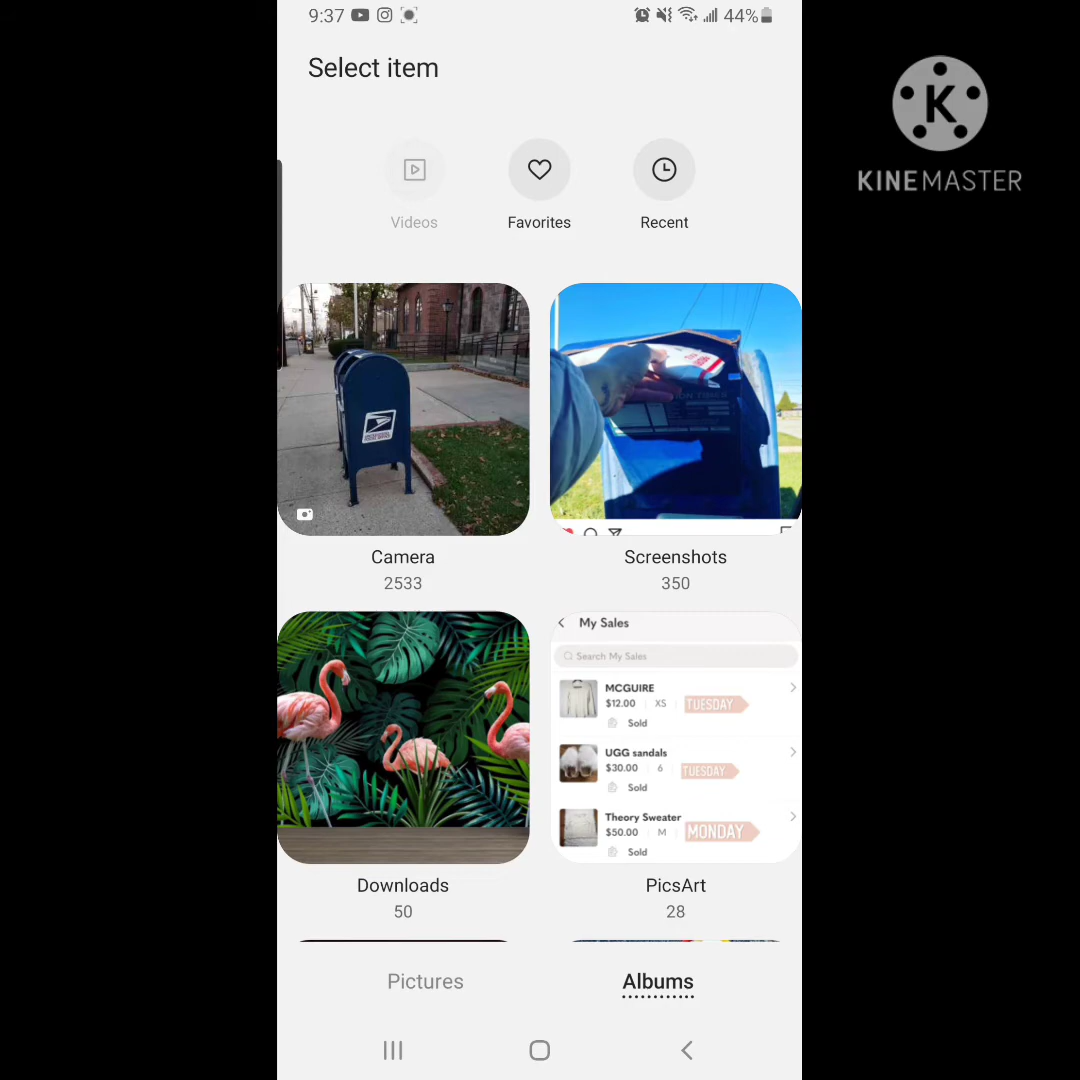 9:37
44%
Select item
KINEMASTER
Videos
Favorites
Recent
Camera
2533
Screenshots
350
My Sales
Search My Sales
MCGUIRE
$12.00 XS
TUESDAY
Sold
UGG sandals
$30.00 6
TUESDAY
Sold
Theory Sweater
$50.00 M
MONDAY
Sold
Downloads
50
PicsArt
28
Pictures
Albums